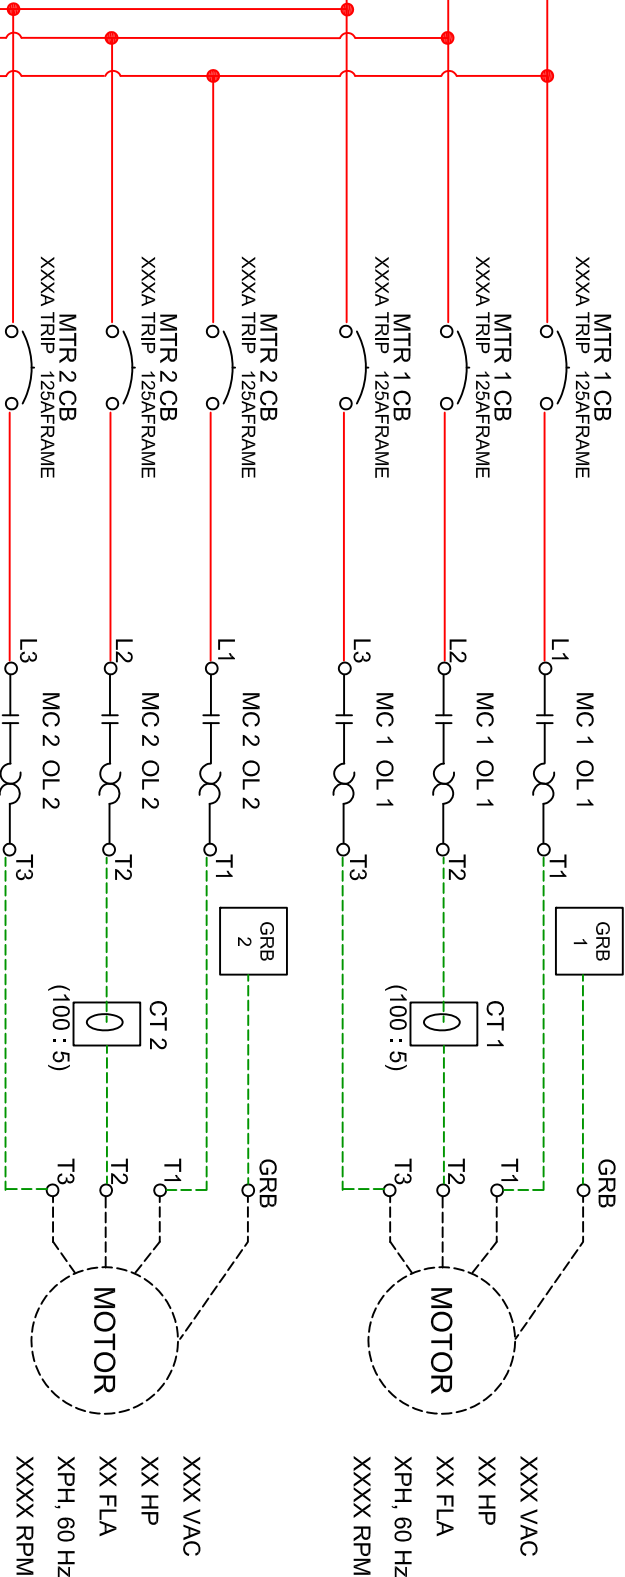 MTR 1 CB
XXXA TRIP 125AFRAME
L1
MC 1 OL 1
T1
GRB
1
GRB
T1
MTR 1 CB
XXXA TRIP 125AFRAME
L2
MC 1 OL 1
T2
CT 1
(100 : 5)
T2
MTR 1 CB
XXXA TRIP 125AFRAME
L3
MC 1 OL 1
T3
T3
MOTOR
XXX VAC
XX HP
XX FLA
XPH, 60 Hz
XXXX RPM
MTR 2 CB
XXXA TRIP 125AFRAME
L1
MC 2 OL 2
T1
GRB
2
GRB
T1
MTR 2 CB
XXXA TRIP 125AFRAME
L2
MC 2 OL 2
T2
CT 2
(100 : 5)
T2
MTR 2 CB
XXXA TRIP 125AFRAME
L3
MC 2 OL 2
T3
T3
MOTOR
XXX VAC
XX HP
XX FLA
XPH, 60 Hz
XXXX RPM